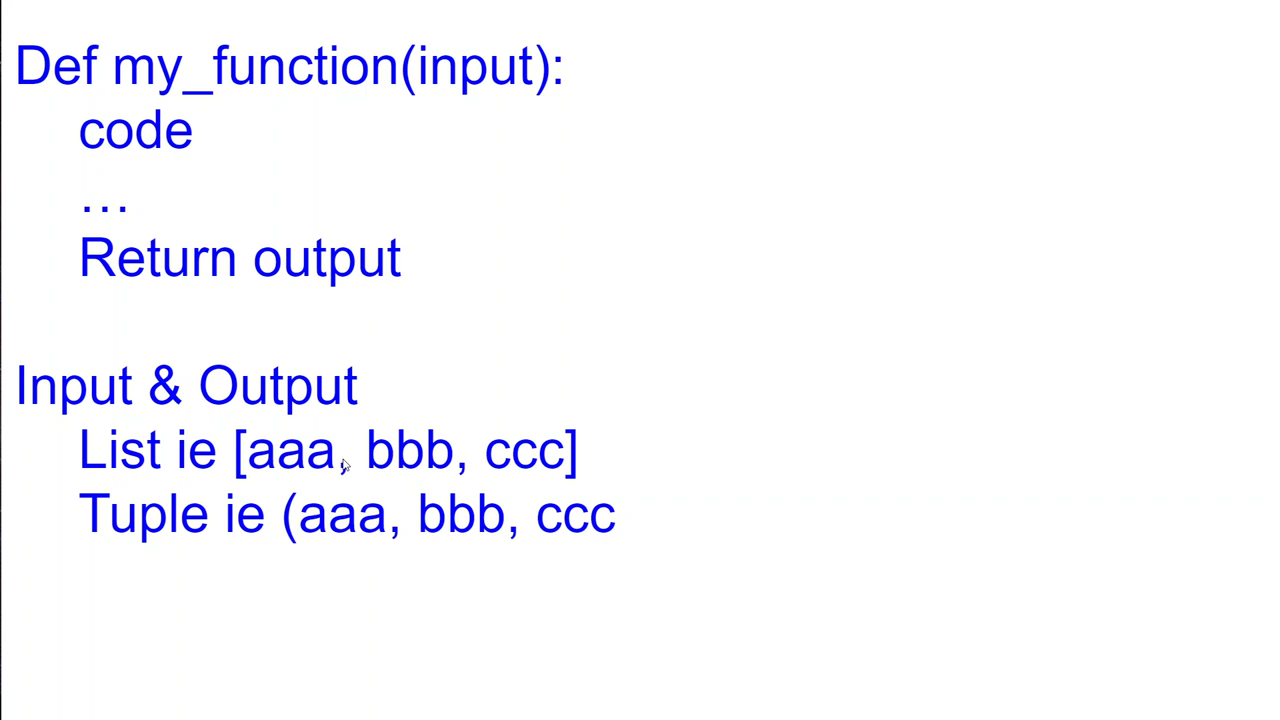 Def my_function(input):
code
…
Return output
Input & Output
List ie [aaa, bbb, ccc]
Tuple ie (aaa, bbb, ccc